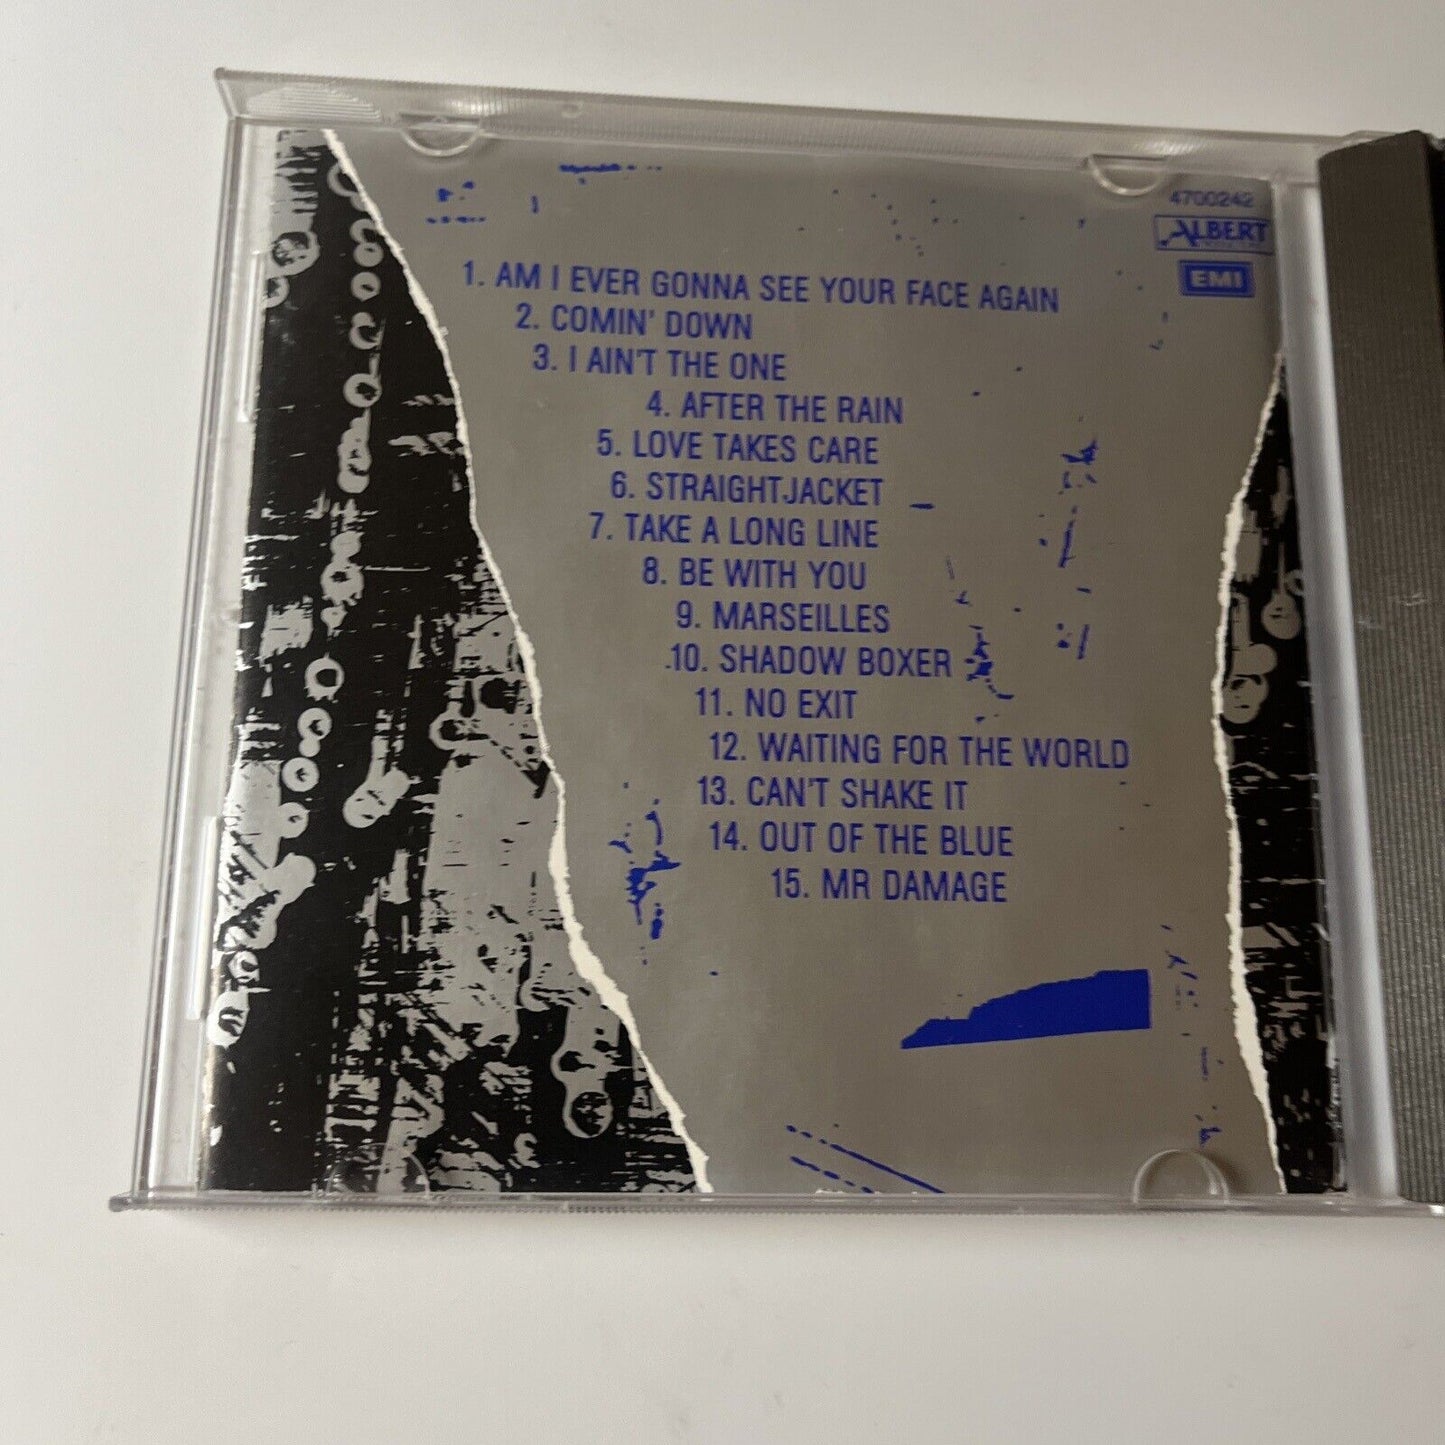 4700242
ALBERT
EMI
1. AM I EVER GONNA SEE YOUR FACE AGAIN
2. COMIN' DOWN
3. I AIN'T THE ONE
4. AFTER THE RAIN
5. LOVE TAKES CARE
6. STRAIGHTJACKET
7. TAKE A LONG LINE
8. BE WITH YOU
9. MARSEILLES
10. SHADOW BOXER
11. NO EXIT
12. WAITING FOR THE WORLD
13. CAN'T SHAKE IT
14. OUT OF THE BLUE
15. MR DAMAGE